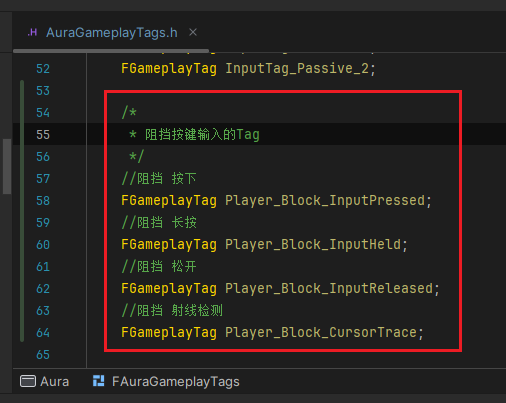 .H AuraGameplayTags.h ×
52 FGameplayTag InputTag_Passive_2;
53
54 /*
55 * 阻挡按键输入的Tag
56 */
57 //阻挡 按下
58 FGameplayTag Player_Block_InputPressed;
59 //阻挡 长按
60 FGameplayTag Player_Block_InputHeld;
61 //阻挡 松开
62 FGameplayTag Player_Block_InputReleased;
63 //阻挡 射线检测
64 FGameplayTag Player_Block_CursorTrace;
65
Aura FAuraGameplayTags